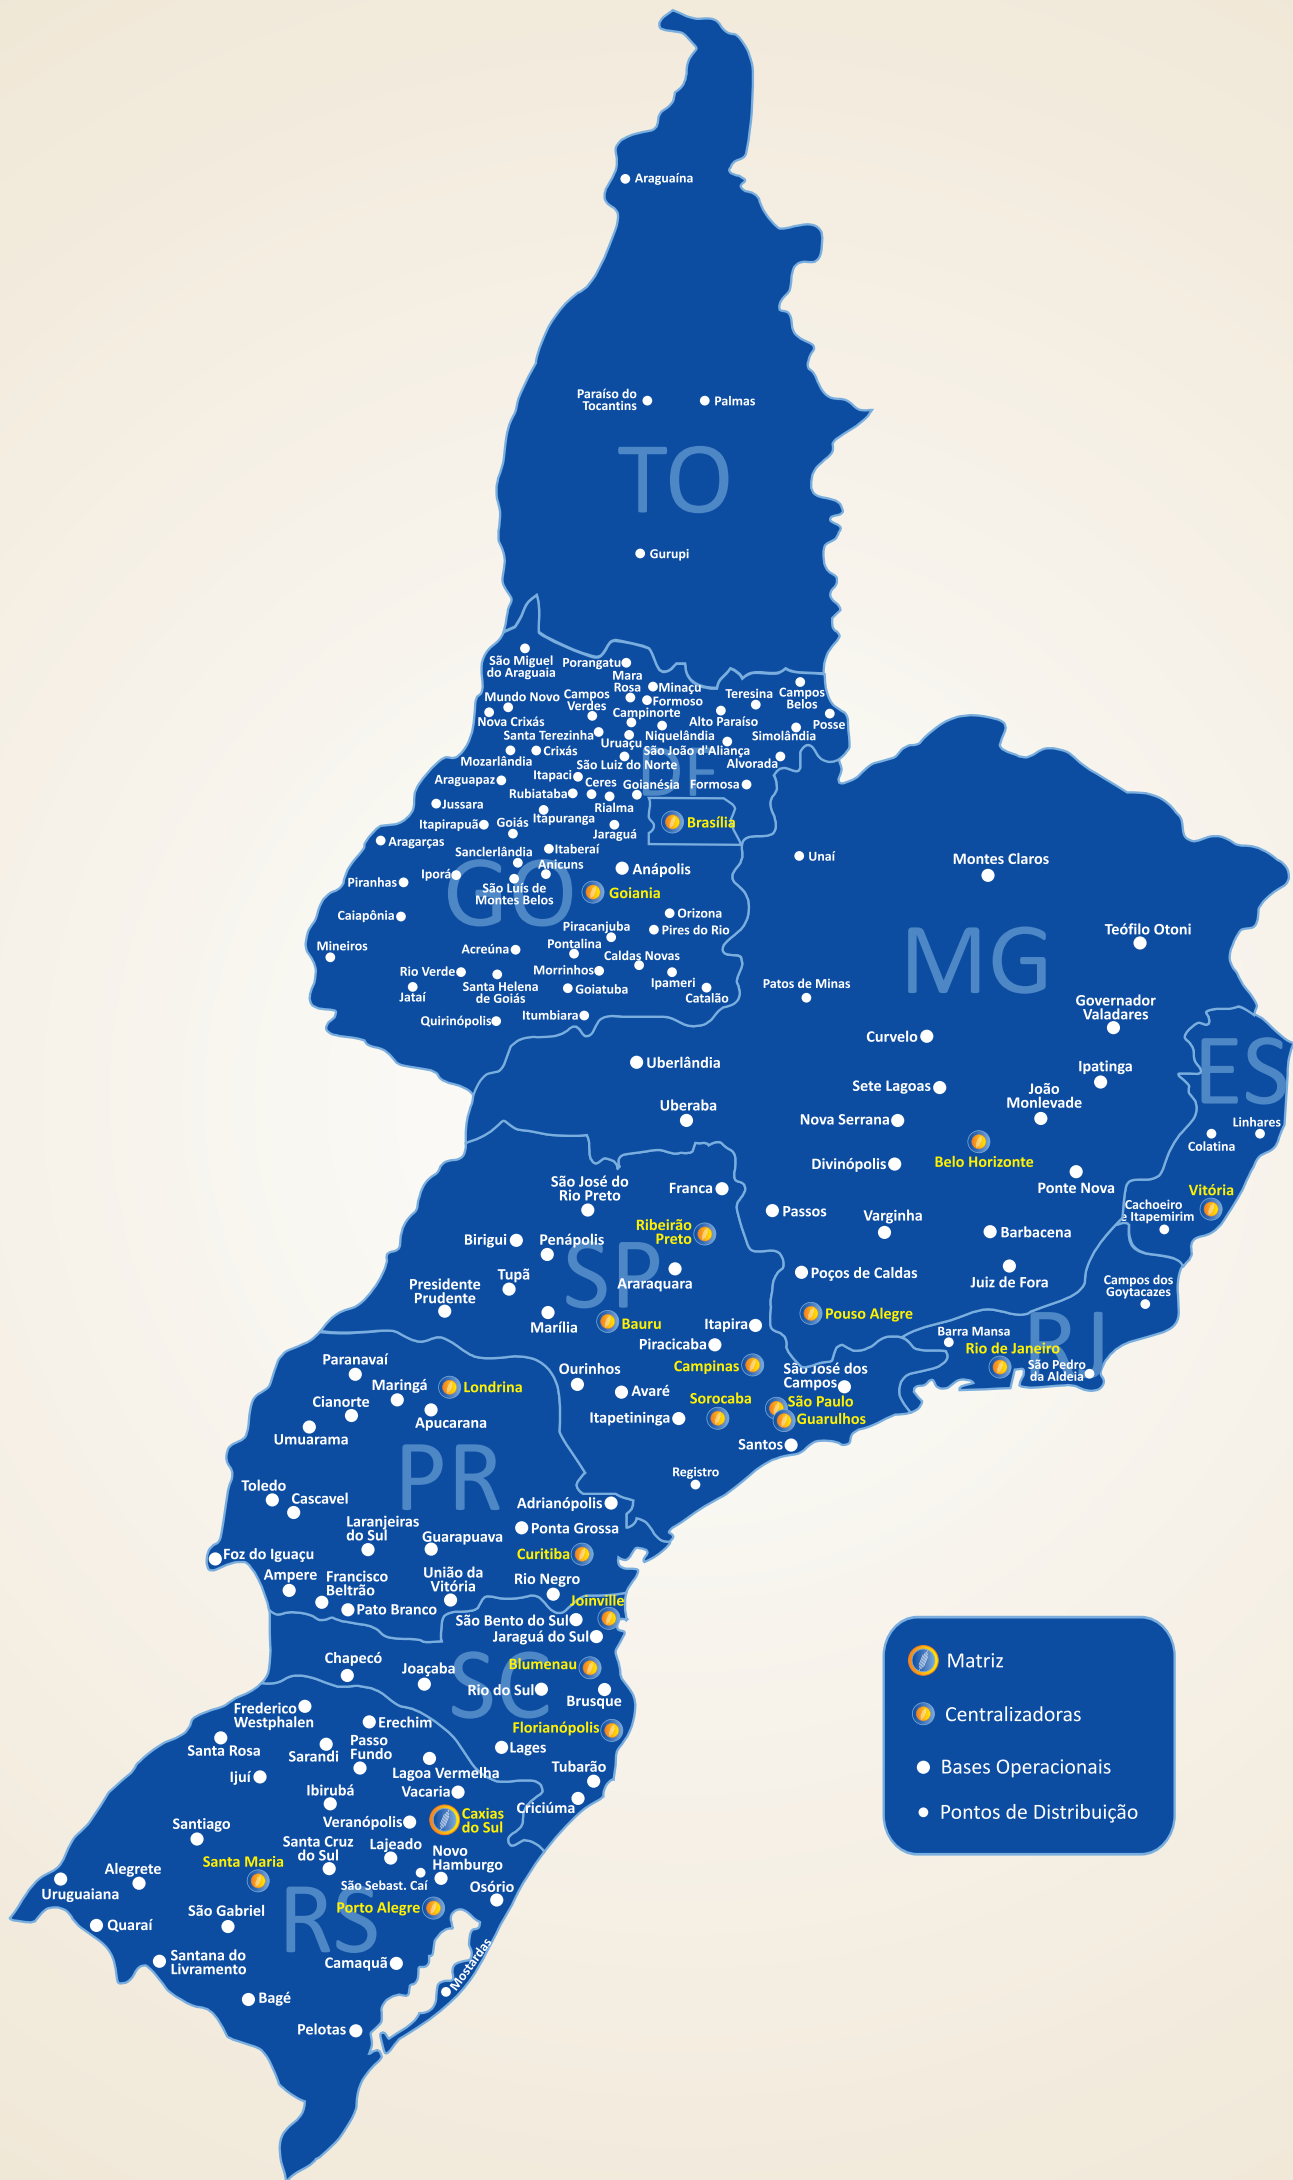 Araguaína
Paraíso do
Tocantins
Palmas
TO
Gurupi
São Miguel
do Araguaia
Porangatu
Mara
Rosa
Minaçu
Formoso
Teresina
Campos
Belos
Mundo Novo
Campos
Verdes
Nova Crixás
Campinorte
Alto Paraíso
Posse
Santa Terezinha
Uruaçu
Niquelândia
Simolândia
Mozarlândia
Crixás
São João d'Aliança
São Luiz do Norte
Alvorada
DF
Araguapaz
Itapaci
Ceres
Goianésia
Formosa
Rubiataba
Rialma
Jussara
Itapuranga
Itapirapuã
Goiás
Jaraguá
Brasília
Aragarças
Sanclerlândia
Itaberaí
Anicuns
Anápolis
Iporá
Piranhas
GO
São Luís de
Montes Belos
Goiania
Caiapônia
Orizona
Piracanjuba
Pires do Rio
Mineiros
Acreúna
Pontalina
Caldas Novas
Rio Verde
Morrinhos
Jataí
Santa Helena
de Goiás
Goiatuba
Ipameri
Catalão
Quirinópolis
Itumbiara
Unaí
Montes Claros
Teófilo Otoni
MG
Patos de Minas
Governador
Valadares
Curvelo
Uberlândia
Ipatinga
ES
Sete Lagoas
João
Monlevade
Uberaba
Nova Serrana
Linhares
Colatina
Belo Horizonte
Divinópolis
Ponte Nova
Vitória
Cachoeiro
e Itapemirim
São José do
Rio Preto
Franca
Passos
Varginha
Barbacena
Ribeirão
Preto
Birigui
Penápolis
SP
Tupã
Araraquara
Poços de Caldas
Juiz de Fora
Campos dos
Goytacazes
Presidente
Prudente
Marília
Bauru
Pouso Alegre
Itapira
Piracicaba
RJ
Barra Mansa
Rio de Janeiro
São Pedro
da Aldeia
Paranavaí
Ourinhos
Campinas
São José dos
Campos
Maringá
Londrina
Avaré
Sorocaba
São Paulo
Cianorte
Apucarana
Itapetininga
Guarulhos
Umuarama
Santos
PR
Registro
Toledo
Cascavel
Adrianópolis
Laranjeiras
do Sul
Guarapuava
Ponta Grossa
Foz do Iguaçu
Curitiba
Ampere
Francisco
Beltrão
União da
Vitória
Rio Negro
Pato Branco
Joinville
São Bento do Sul
Jaraguá do Sul
Chapecó
Joaçaba
SC
Blumenau
Rio do Sul
Brusque
Frederico
Westphalen
Erechim
Florianópolis
Santa Rosa
Sarandi
Passo
Fundo
Lages
Ijuí
Lagoa Vermelha
Tubarão
Ibirubá
Vacaria
Criciúma
Santiago
Veranópolis
Caxias
do Sul
Santa Cruz
do Sul
Lajeado
Novo
Hamburgo
Alegrete
Santa Maria
São Sebast. Caí
Osório
Uruguaiana
RS
Porto Alegre
São Gabriel
Quaraí
Santana do
Livramento
Camaquã
Mostardas
Bagé
Pelotas
Matriz
Centralizadoras
Bases Operacionais
Pontos de Distribuição